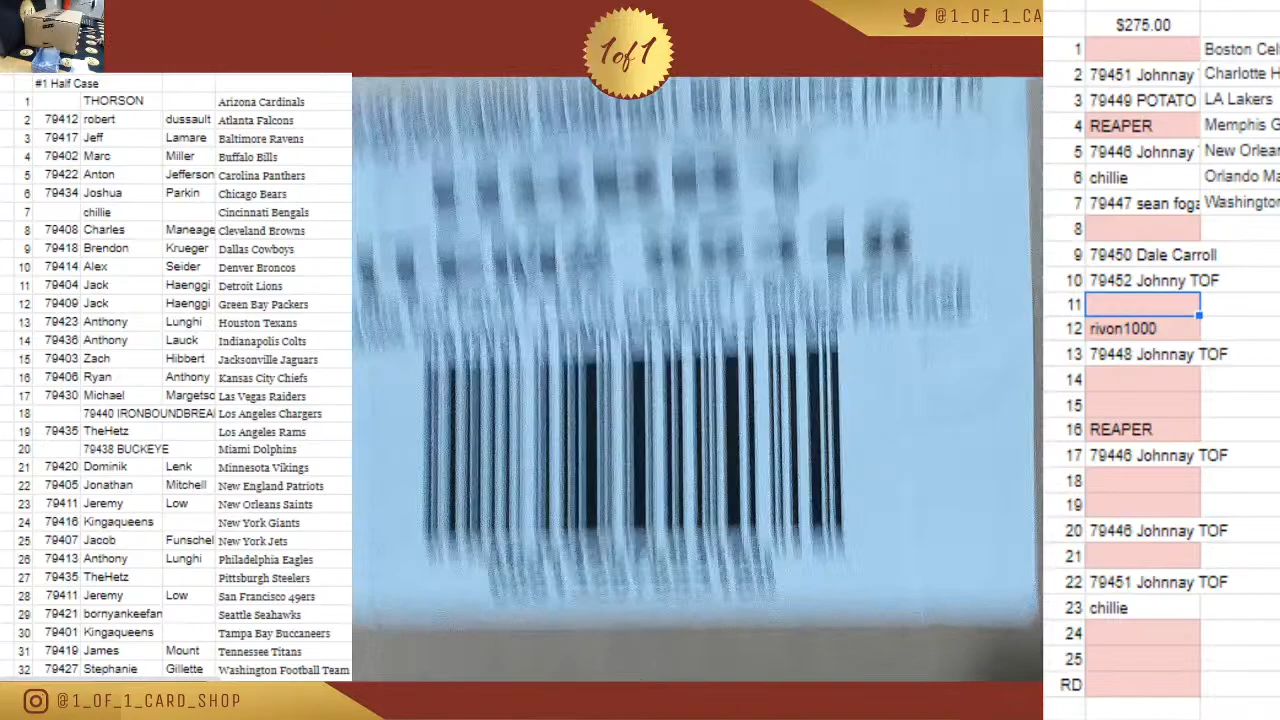 1of1
@1_OF_1_CA
#1 Half Case
1 THORSON Arizona Cardinals
2 79412 robert dussault Atlanta Falcons
3 79417 Jeff Lamare Baltimore Ravens
4 79402 Marc Miller Buffalo Bills
5 79422 Anton Jefferson Carolina Panthers
6 79434 Joshua Parkin Chicago Bears
7 chillie Cincinnati Bengals
8 79408 Charles Maneage Cleveland Browns
9 79418 Brendon Krueger Dallas Cowboys
10 79414 Alex Seider Denver Broncos
11 79404 Jack Haenggi Detroit Lions
12 79409 Jack Haenggi Green Bay Packers
13 79423 Anthony Lunghi Houston Texans
14 79436 Anthony Lauck Indianapolis Colts
15 79403 Zach Hibbert Jacksonville Jaguars
16 79406 Ryan Anthony Kansas City Chiefs
17 79430 Michael Margetso Las Vegas Raiders
18 79440 IRONBOUNDBREAI Los Angeles Chargers
19 79435 TheHetz Los Angeles Rams
20 79438 BUCKEYE Miami Dolphins
21 79420 Dominik Lenk Minnesota Vikings
22 79405 Jonathan Mitchell New England Patriots
23 79411 Jeremy Low New Orleans Saints
24 79416 Kingaqueens New York Giants
25 79407 Jacob Funschel New York Jets
26 79413 Anthony Lunghi Philadelphia Eagles
27 79435 TheHetz Pittsburgh Steelers
28 79411 Jeremy Low San Francisco 49ers
29 79421 bornyankeefan Seattle Seahawks
30 79401 Kingaqueens Tampa Bay Buccaneers
31 79419 James Mount Tennessee Titans
32 79427 Stephanie Gillette Washington Football Team
$275.00
1 Boston Cel
2 79451 Johnnay Charlotte H
3 79449 POTATO LA Lakers
4 REAPER Memphis G
5 79446 Johnnay New Orlean
6 chillie Orlando Ma
7 79447 sean foga Washington
8
9 79450 Dale Carroll
10 79452 Johnny TOF
11
12 rivon1000
13 79448 Johnnay TOF
14
15
16 REAPER
17 79446 Johnnay TOF
18
19
20 79446 Johnnay TOF
21
22 79451 Johnnay TOF
23 chillie
24
25
RD
@1_OF_1_CARD_SHOP